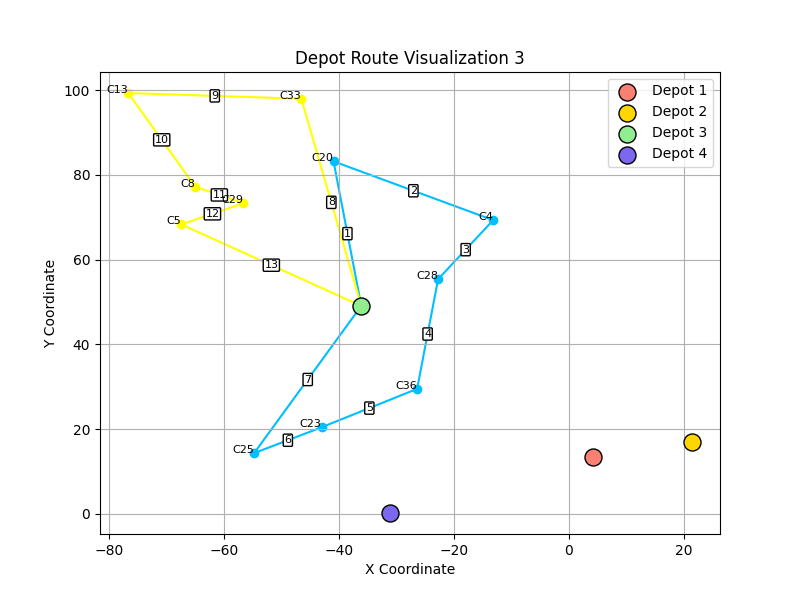 Depot Route Visualization 3
Depot 1
Depot 2
Depot 3
Depot 4
Y Coordinate
100
80
60
40
20
0
C13
9
C33
10
C20
C8
11
C29
2
8
12
C5
1
C4
3
13
C28
4
7
C36
5
C23
6
C25
−80
−60
−40
−20
0
20
X Coordinate